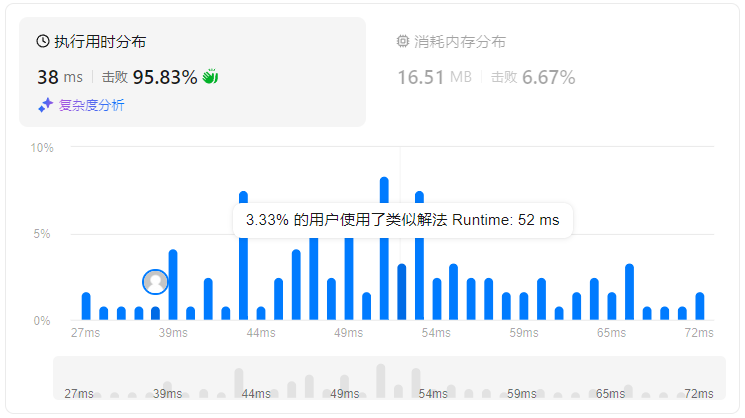 执行用时分布
消耗内存分布
38 ms 击败 95.83%
16.51 MB 击败 6.67%
复杂度分析
10%
3.33% 的用户使用了类似解法 Runtime: 52 ms
5%
0%
27ms 39ms 44ms 49ms 54ms 59ms 65ms 72ms
27ms 39ms 44ms 49ms 54ms 59ms 65ms 72ms